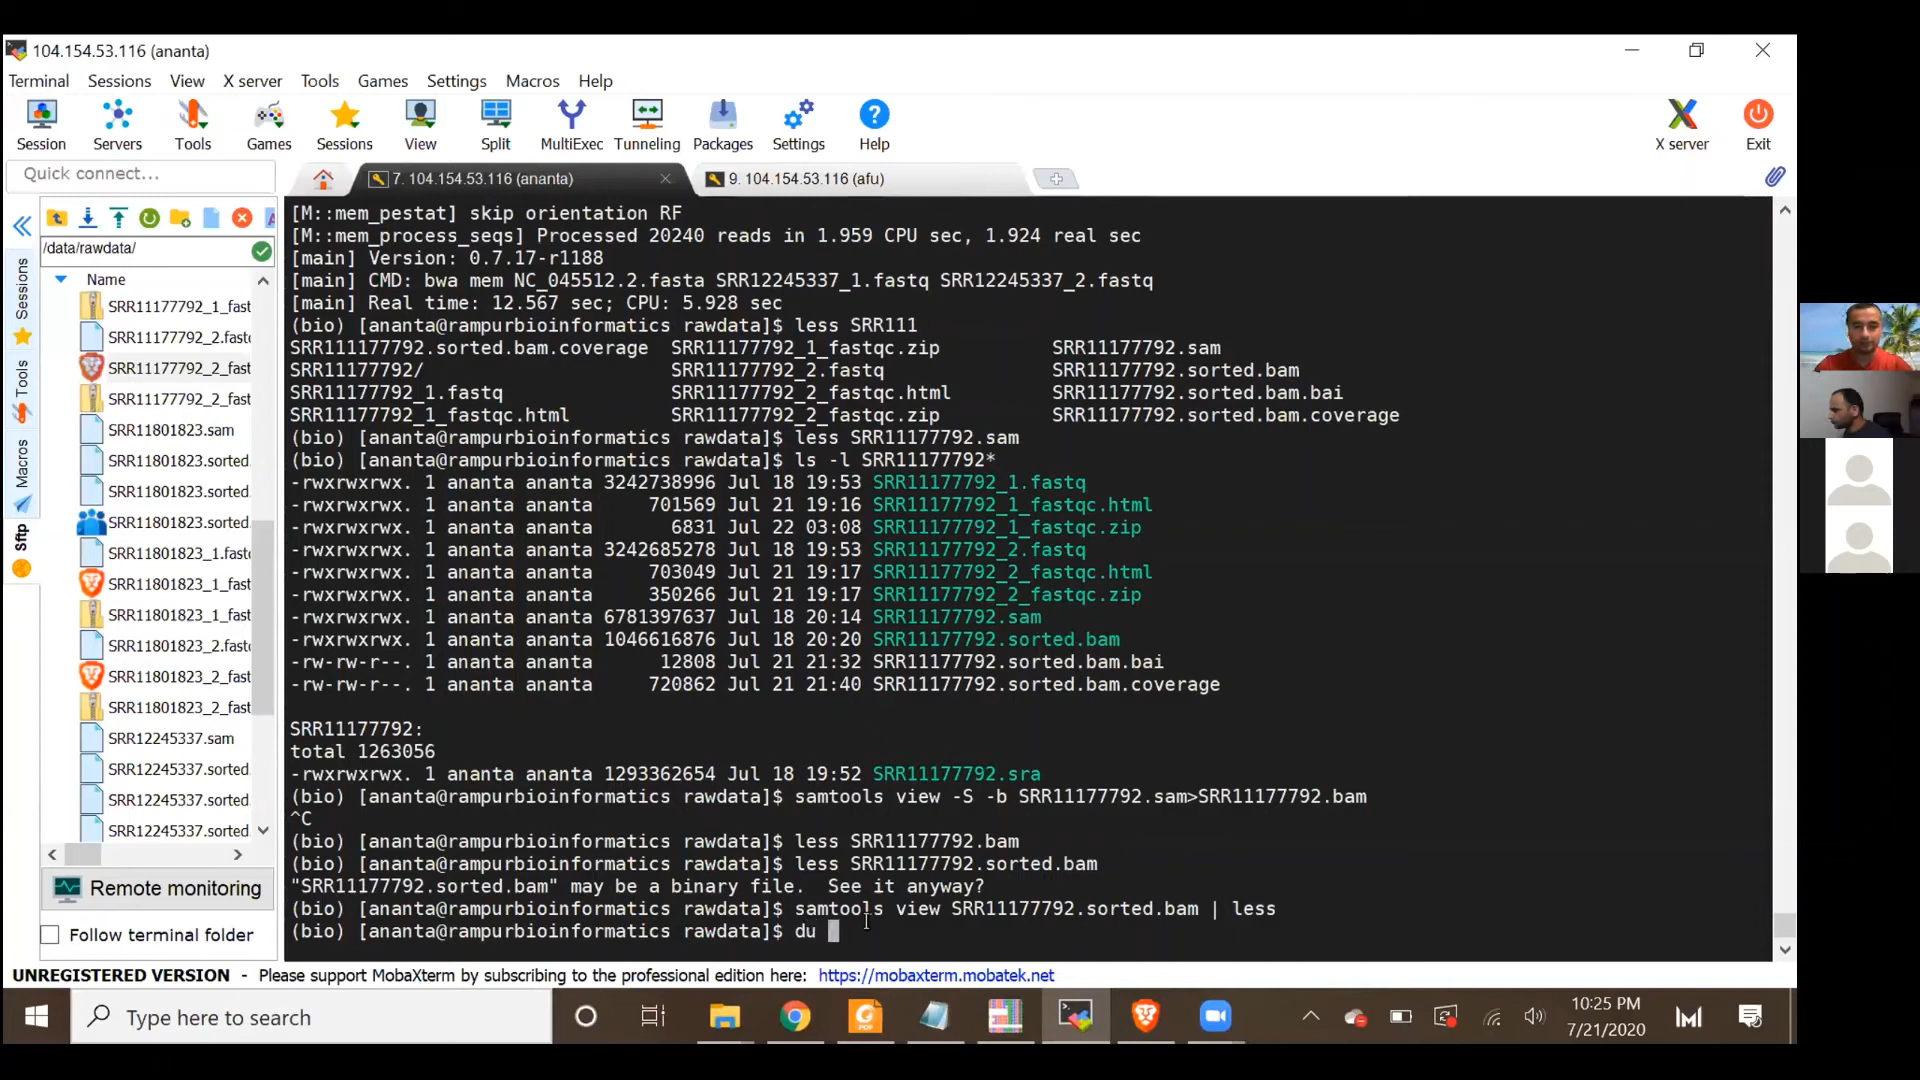 104.154.53.116 (ananta)
Terminal Sessions View X server Tools Games Settings Macros Help
Session Servers Tools Games Sessions View Split MultiExec Tunneling Packages Settings Help X server Exit
Quick connect...
7. 104.154.53.116 (ananta)
9. 104.154.53.116 (afu)
/data/rawdata/
Name
SRR11177792_1_fast
SRR11177792_2.fastq
SRR11177792_2_fast
SRR11177792_2_fast
SRR11801823.sam
SRR11801823.sorted.
SRR11801823.sorted
SRR11801823.sorted
SRR11801823_1.fasto
SRR11801823_1_fast
SRR11801823_1_fast
SRR11801823_2.fasto
SRR11801823_2_fast
SRR11801823_2_fast
SRR12245337.sam
SRR12245337.sorted.
SRR12245337.sorted
SRR12245337.sorted
Sessions
Tools
Macros
Sftp
Remote monitoring
Follow terminal folder
[M::mem_pestat] skip orientation RF
[M::mem_process_seqs] Processed 20240 reads in 1.959 CPU sec, 1.924 real sec
[main] Version: 0.7.17-r1188
[main] CMD: bwa mem NC_045512.2.fasta SRR12245337_1.fastq SRR12245337_2.fastq
[main] Real time: 12.567 sec; CPU: 5.928 sec
(bio) [ananta@rampurbioinformatics rawdata]$ less SRR111
SRR111177792.sorted.bam.coverage SRR11177792_1_fastqc.zip SRR11177792.sam
SRR11177792/ SRR11177792_2.fastq SRR11177792.sorted.bam
SRR11177792_1.fastq SRR11177792_2_fastqc.html SRR11177792.sorted.bam.bai
SRR11177792_1_fastqc.html SRR11177792_2_fastqc.zip SRR11177792.sorted.bam.coverage
(bio) [ananta@rampurbioinformatics rawdata]$ less SRR11177792.sam
(bio) [ananta@rampurbioinformatics rawdata]$ ls -l SRR11177792*
-rwxrwxrwx. 1 ananta ananta 3242738996 Jul 18 19:53 SRR11177792_1.fastq
-rwxrwxrwx. 1 ananta ananta 701569 Jul 21 19:16 SRR11177792_1_fastqc.html
-rwxrwxrwx. 1 ananta ananta 6831 Jul 22 03:08 SRR11177792_1_fastqc.zip
-rwxrwxrwx. 1 ananta ananta 3242685278 Jul 18 19:53 SRR11177792_2.fastq
-rwxrwxrwx. 1 ananta ananta 703049 Jul 21 19:17 SRR11177792_2_fastqc.html
-rwxrwxrwx. 1 ananta ananta 350266 Jul 21 19:17 SRR11177792_2_fastqc.zip
-rwxrwxrwx. 1 ananta ananta 6781397637 Jul 18 20:14 SRR11177792.sam
-rwxrwxrwx. 1 ananta ananta 1046616876 Jul 18 20:20 SRR11177792.sorted.bam
-rw-rw-r--. 1 ananta ananta 12808 Jul 21 21:32 SRR11177792.sorted.bam.bai
-rw-rw-r--. 1 ananta ananta 720862 Jul 21 21:40 SRR11177792.sorted.bam.coverage
SRR11177792:
total 1263056
-rwxrwxrwx. 1 ananta ananta 1293362654 Jul 18 19:52 SRR11177792.sra
(bio) [ananta@rampurbioinformatics rawdata]$ samtools view -S -b SRR11177792.sam>SRR11177792.bam
^C
(bio) [ananta@rampurbioinformatics rawdata]$ less SRR11177792.bam
(bio) [ananta@rampurbioinformatics rawdata]$ less SRR11177792.sorted.bam
"SRR11177792.sorted.bam" may be a binary file. See it anyway?
(bio) [ananta@rampurbioinformatics rawdata]$ samtools view SRR11177792.sorted.bam | less
(bio) [ananta@rampurbioinformatics rawdata]$ du
UNREGISTERED VERSION - Please support MobaXterm by subscribing to the professional edition here: https://mobaxterm.mobatek.net
Type here to search
10:25 PM
7/21/2020